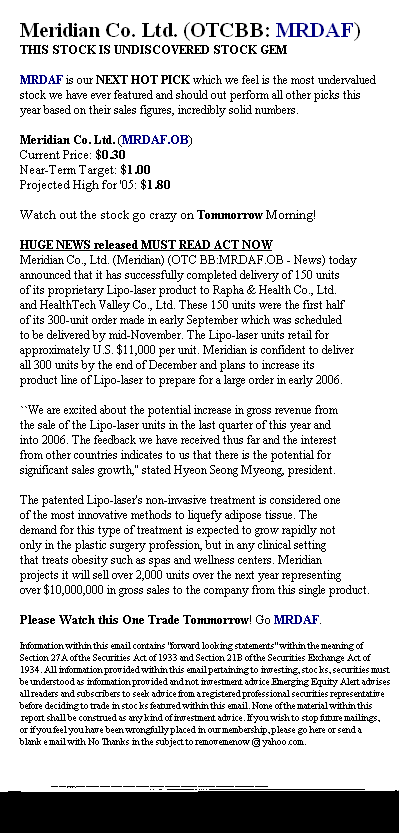 Meridian Co. Ltd. (OTCBB: MRDAF)
THIS STOCK IS UNDISCOVERED STOCK GEM
MRDAF is our NEXT HOT PICK which we feel is the most undervalued
stock we have ever featured and should out perform all other picks this
year based on their sales figures, incredibly solid numbers.
Meridian Co. Ltd. (MRDAF.OB)
Current Price: $0.30
Near-Term Target: $1.00
Projected High for '05: $1.80
Watch out the stock go crazy on Tommorrow Morning!
HUGE NEWS released MUST READ ACT NOW
Meridian Co., Ltd. (Meridian) (OTC BB:MRDAF.OB - News) today
announced that it has successfully completed delivery of 150 units
of its proprietary Lipo-laser product to Rapha & Health Co., Ltd.
and HealthTech Valley Co., Ltd. These 150 units were the first half
of its 300-unit order made in early September which was scheduled
to be delivered by mid-November. The Lipo-laser units retail for
approximately U.S. $11,000 per unit. Meridian is confident to deliver
all 300 units by the end of December and plans to increase its
product line of Lipo-laser to prepare for a large order in early 2006.
``We are excited about the potential increase in gross revenue from
the sale of the Lipo-laser units in the last quarter of this year and
into 2006. The feedback we have received thus far and the interest
from other countries indicates to us that there is the potential for
significant sales growth,'' stated Hyeon Seong Myeong, president.
The patented Lipo-laser's non-invasive treatment is considered one
of the most innovative methods to liquefy adipose tissue. The
demand for this type of treatment is expected to grow rapidly not
only in the plastic surgery profession, but in any clinical setting
that treats obesity such as spas and wellness centers. Meridian
projects it will sell over 2,000 units over the next year representing
over $10,000,000 in gross sales to the company from this single product.
Please Watch this One Trade Tomorrow! Go MRDAF.
Information within this email contains "forward looking statements" within the meaning of
Section 27A of the Securities Act of 1933 and Section 21B of the Securities Exchange Act of
1934. All information provided within this email pertaining to investing, stocks, securities must
be understood as information provided and not investment advice.Emerging Equity Alert advises
all readers and subscribers to seek advice from a registered professional securities representative
before deciding to trade in stocks featured within this email. None of the material within this
report shall be construed as any kind of investment advice. If you wish to stop future mailings,
or if you feel you have been wrongfully placed in our membership, please go here or send a
blank e mail with No Thanks in the subject to removemenow @ yahoo.com.